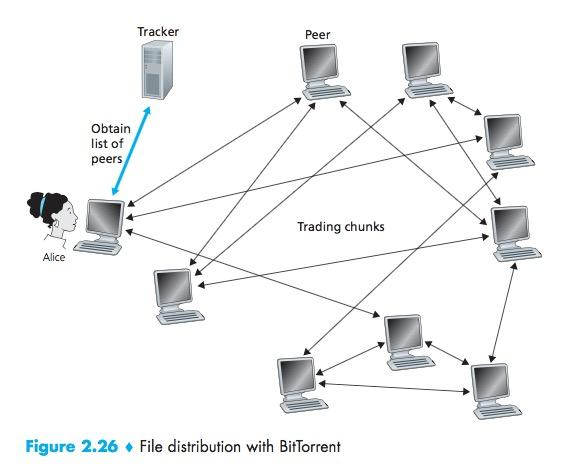 Tracker
Peer
Obtain
list of
peers
Trading chunks
Alice
Figure 2.26 ♦ File distribution with BitTorrent